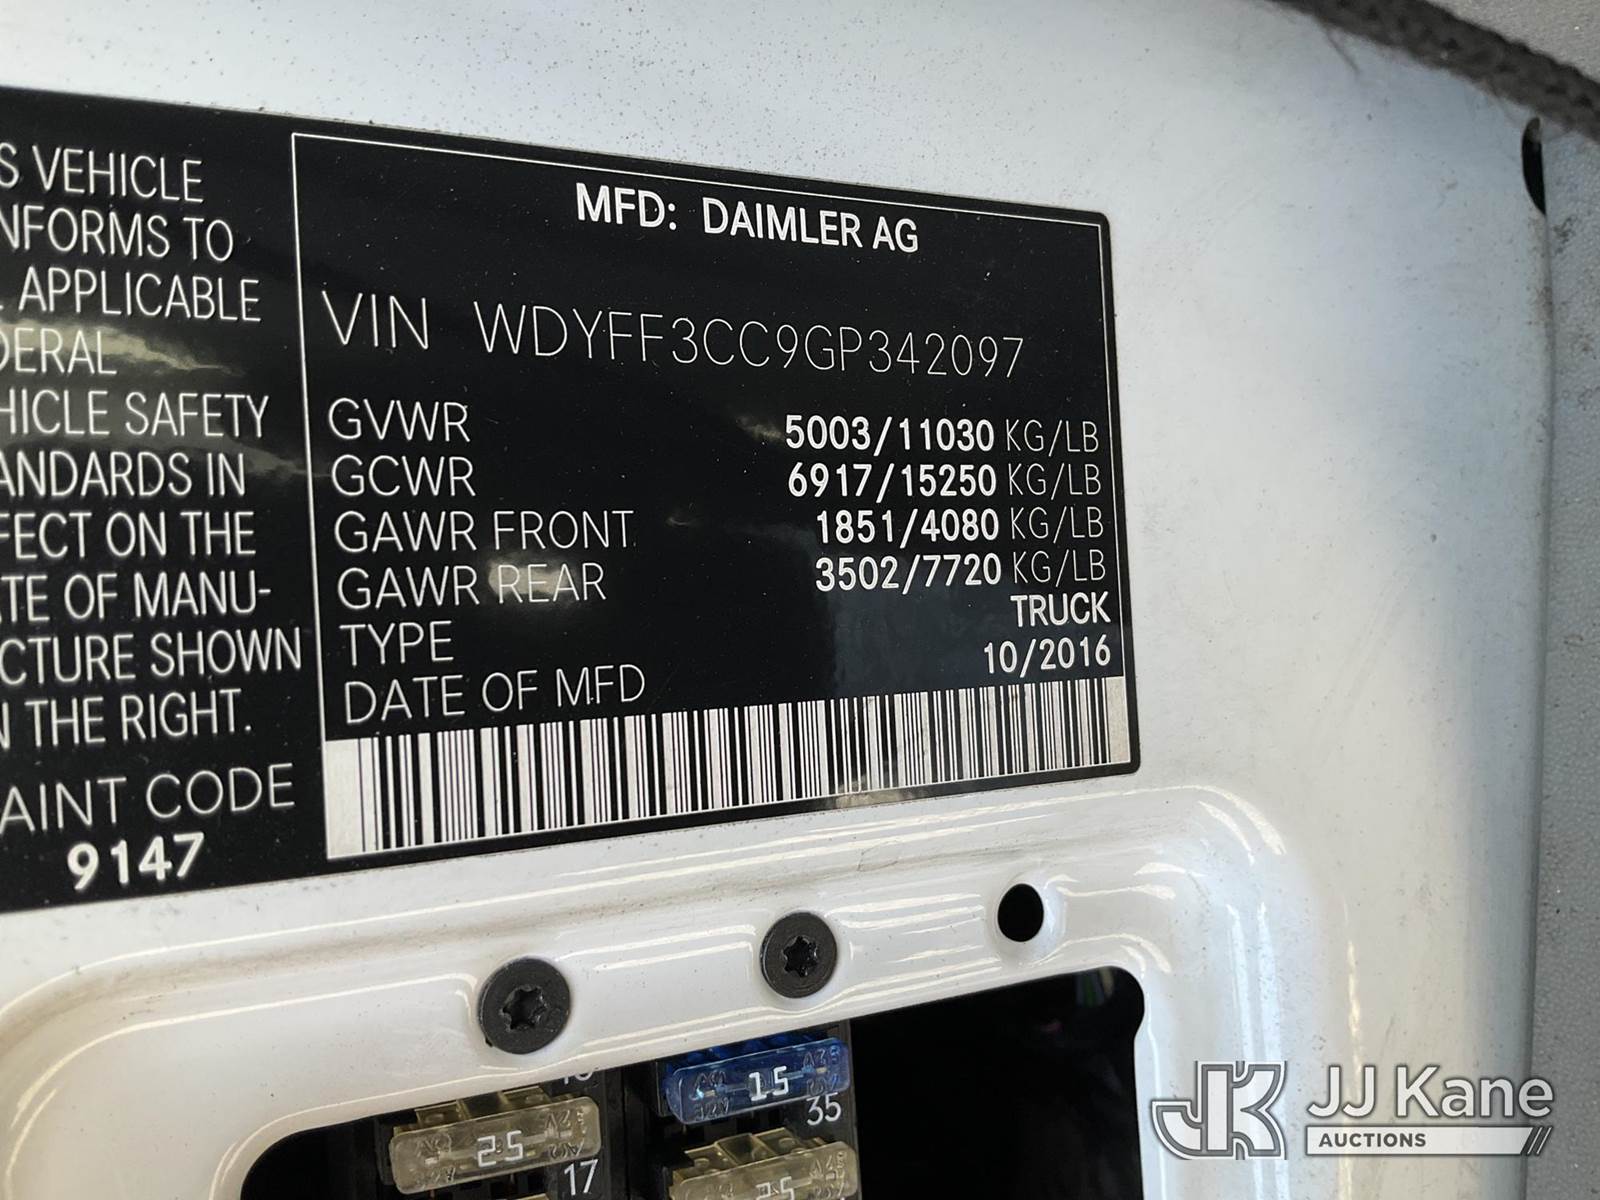 S VEHICLE
NFORMS TO
APPLICABLE
DERAL
HICLE SAFETY
ANDARDS IN
FECT ON THE
TE OF MANU-
CTURE SHOWN
N THE RIGHT.
AINT CODE
9147
MFD: DAIMLER AG
VIN WDYFF3CC9GP342097
GVWR 5003/11030 KG/LB
GCWR 6917/15250 KG/LB
GAWR FRONT 1851/4080 KG/LB
GAWR REAR 3502/7720 KG/LB
TYPE TRUCK
DATE OF MFD 10/2016
15
35
25
17
25
JJ Kane
AUCTIONS